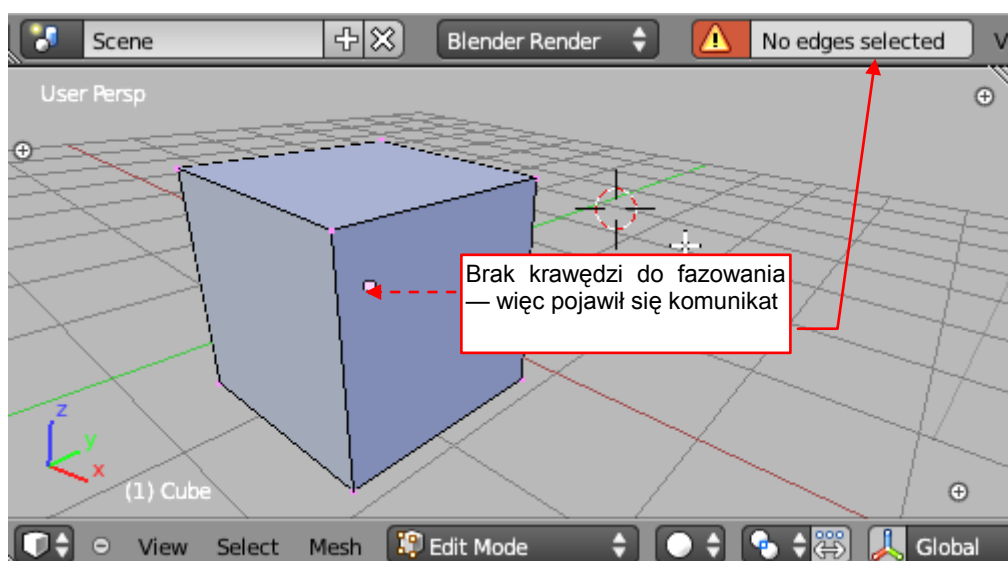 Scene
Blender Render
No edges selected
V
User Persp
Brak krawędzi do fazowania
— więc pojawił się komunikat
z
y
x
(1) Cube
View Select Mesh Edit Mode Global